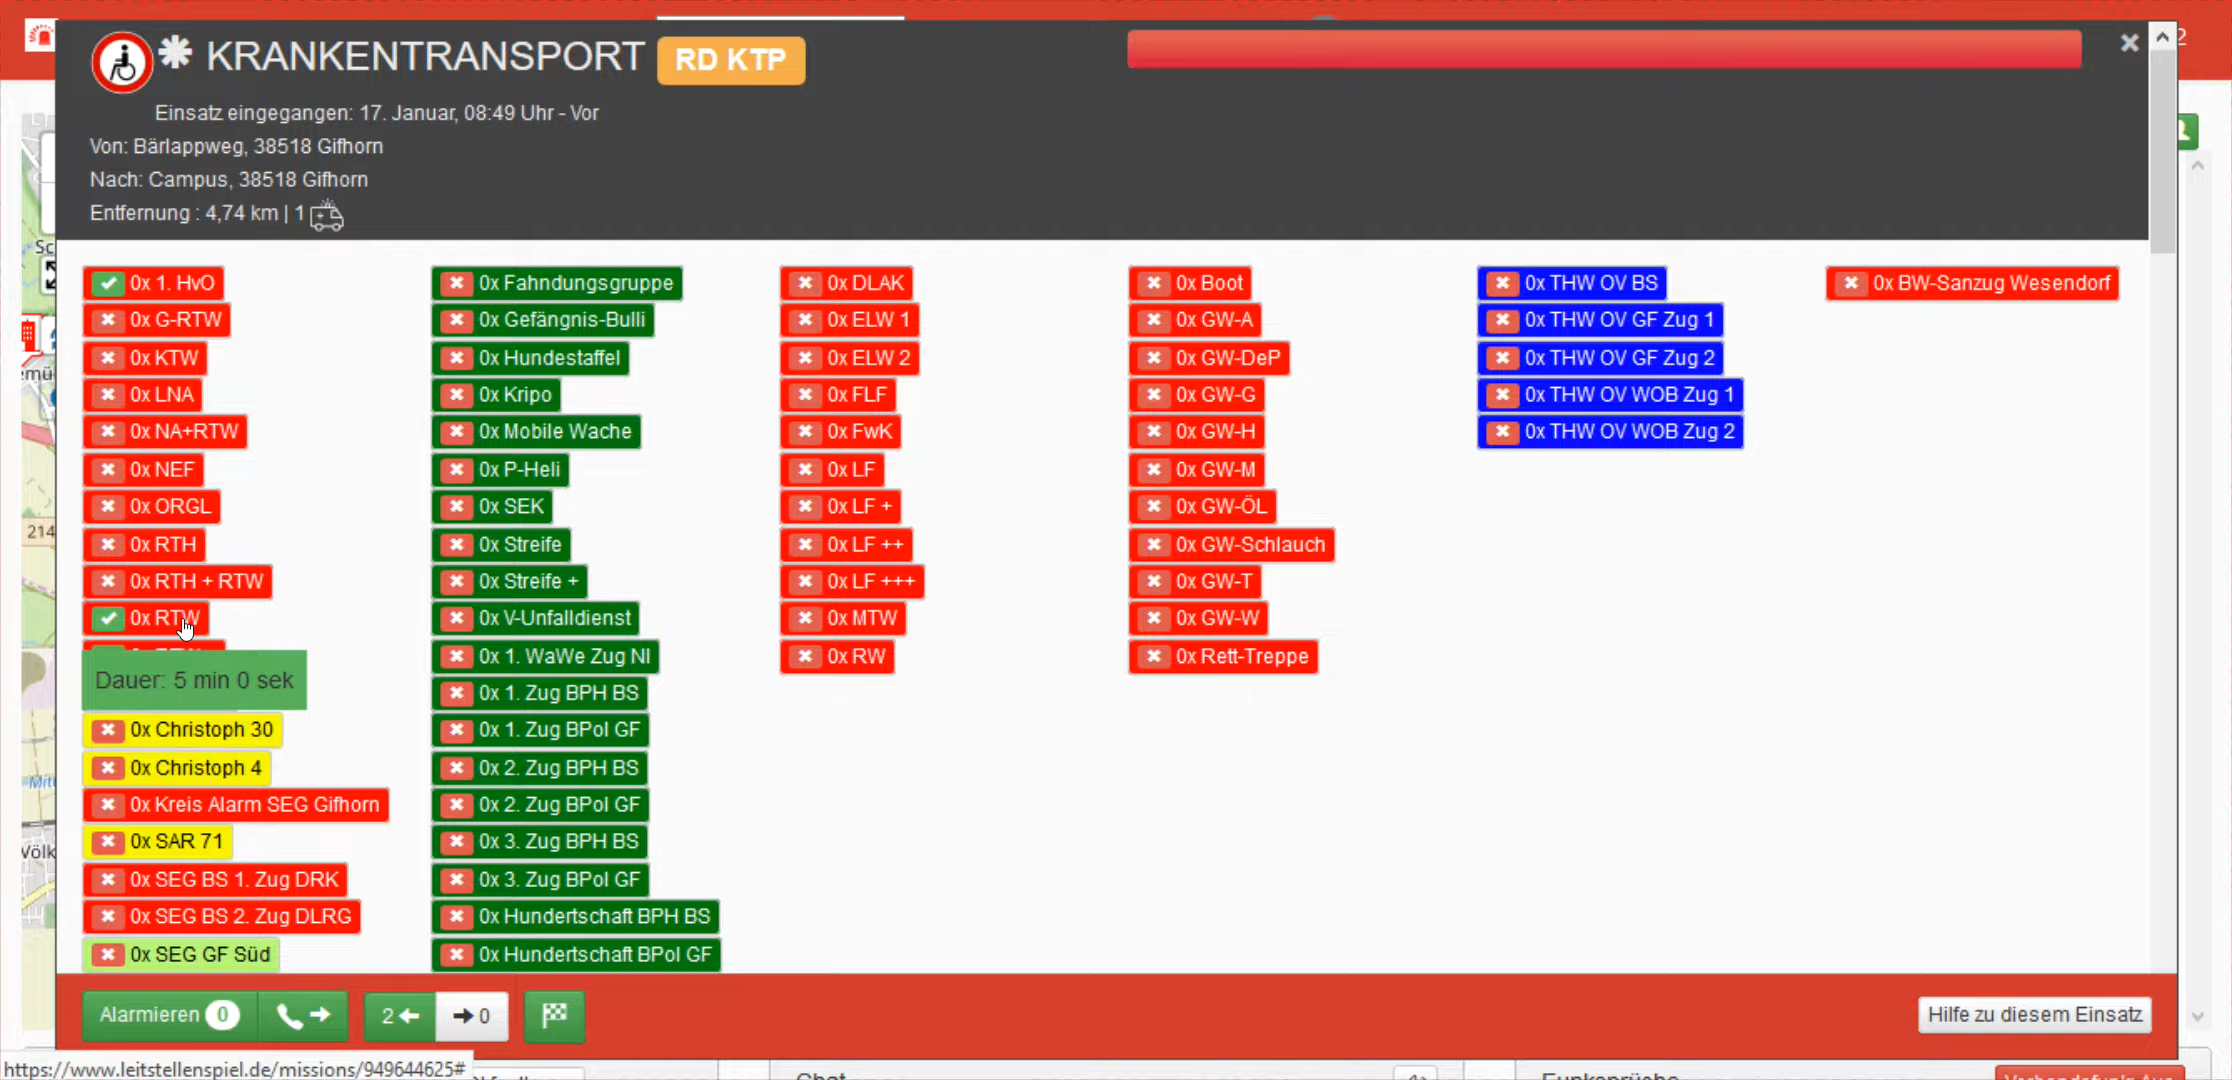 KRANKENTRANSPORT RD KTP
Einsatz eingegangen: 17. Januar, 08:49 Uhr - Vor
Von: Bärlappweg, 38518 Gifhorn
Nach: Campus, 38518 Gifhorn
Entfernung : 4,74 km | 1
0x 1. HvO
0x G-RTW
0x KTW
0x LNA
0x NA+RTW
0x NEF
0x ORGL
0x RTH
0x RTH + RTW
0x RTW
Dauer: 5 min 0 sek
0x Christoph 30
0x Christoph 4
0x Kreis Alarm SEG Gifhorn
0x SAR 71
0x SEG BS 1. Zug DRK
0x SEG BS 2. Zug DLRG
0x SEG GF Süd
0x Fahndungsgruppe
0x Gefängnis-Bulli
0x Hundestaffel
0x Kripo
0x Mobile Wache
0x P-Heli
0x SEK
0x Streife
0x Streife +
0x V-Unfalldienst
0x 1. WaWe Zug NI
0x 1. Zug BPH BS
0x 1. Zug BPol GF
0x 2. Zug BPH BS
0x 2. Zug BPol GF
0x 3. Zug BPH BS
0x 3. Zug BPol GF
0x Hundertschaft BPH BS
0x Hundertschaft BPol GF
0x DLAK
0x ELW 1
0x ELW 2
0x FLF
0x FwK
0x LF
0x LF +
0x LF ++
0x LF +++
0x MTW
0x RW
0x Boot
0x GW-A
0x GW-DeP
0x GW-G
0x GW-H
0x GW-M
0x GW-ÖL
0x GW-Schlauch
0x GW-T
0x GW-W
0x Rett-Treppe
0x THW OV BS
0x THW OV GF Zug 1
0x THW OV GF Zug 2
0x THW OV WOB Zug 1
0x THW OV WOB Zug 2
0x BW-Sanzug Wesendorf
Alarmieren 0
2
0
Hilfe zu diesem Einsatz
https://www.leitstellenspiel.de/missions/949644625#
2
Sc
214
Völk
Chat
Funksprüche